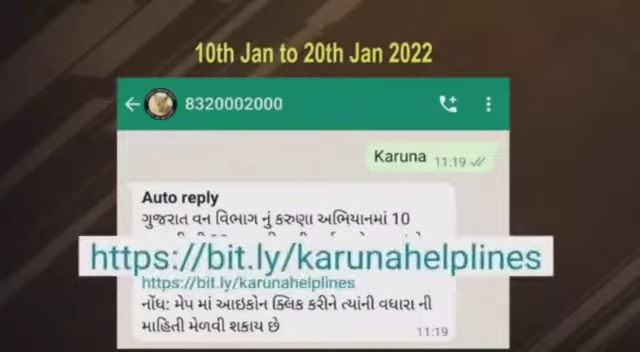 10th Jan to 20th Jan 2022
8320002000
Karuna 11:19
Auto reply
ગુજરાત વન વિભાગ નું કરુણા અભિયાનમાં 10
https://bit.ly/karunahelplines
https://bit.ly/karunahelplines
નોંધ: મેપ માં આઇકોન ક્લિક કરીને ત્યાંની વધારા ની
માહિતી મેળવી શકાય છે
11:19